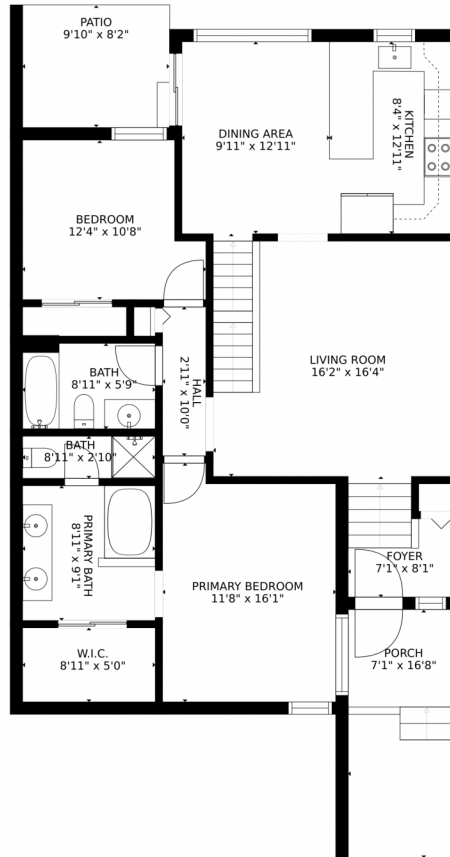 PATIO
9'10" x 8'2"
DINING AREA
9'11" x 12'11"
KITCHEN
8'4" x 12'11"
BEDROOM
12'4" x 10'8"
LIVING ROOM
16'2" x 16'4"
BATH
8'11" x 5'9"
HALL
2'11" x 10'0"
BATH
8'11" x 2'10"
PRIMARY BATH
8'11" x 9'1"
PRIMARY BEDROOM
11'8" x 16'1"
FOYER
7'1" x 8'1"
W.I.C.
8'11" x 5'0"
PORCH
7'1" x 16'8"